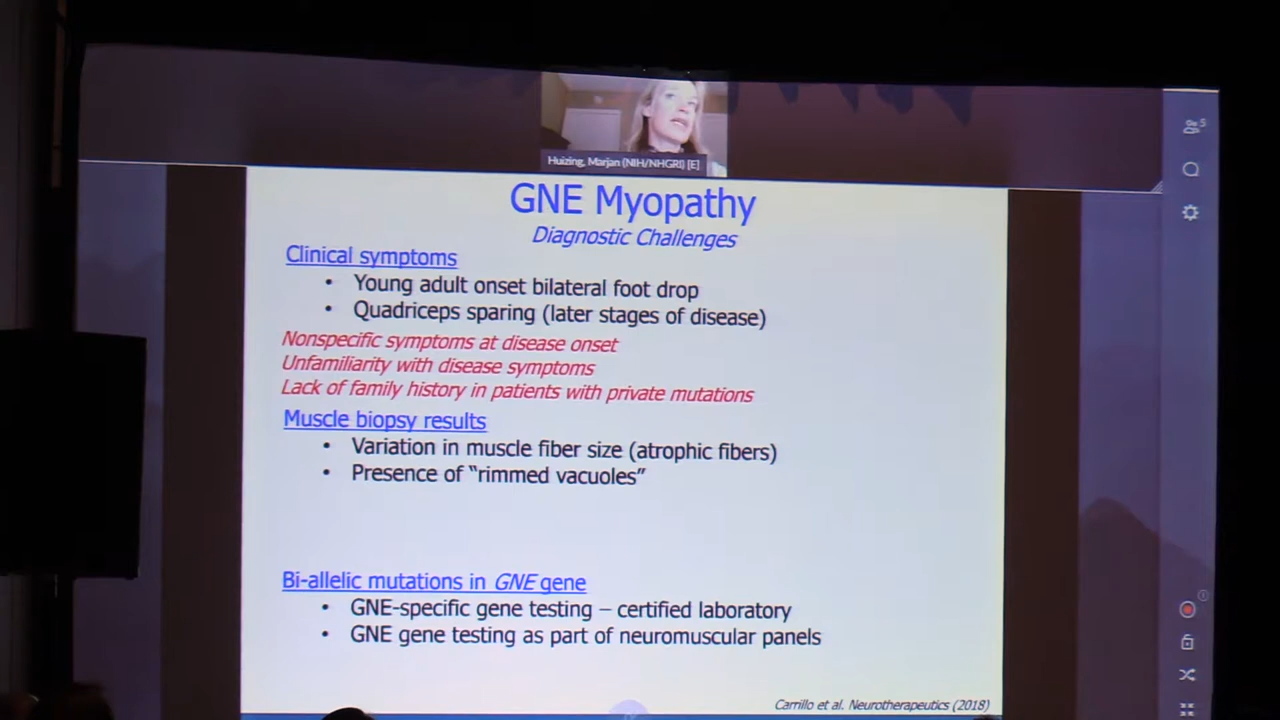 Huizing, Marjan (NIH/NHGRI) [E]
5
GNE Myopathy
Diagnostic Challenges
Clinical symptoms
• Young adult onset bilateral foot drop
• Quadriceps sparing (later stages of disease)
Nonspecific symptoms at disease onset
Unfamiliarity with disease symptoms
Lack of family history in patients with private mutations
Muscle biopsy results
• Variation in muscle fiber size (atrophic fibers)
• Presence of “rimmed vacuoles”
Bi-allelic mutations in GNE gene
• GNE-specific gene testing – certified laboratory
• GNE gene testing as part of neuromuscular panels
Carrillo et al. Neurotherapeutics (2018)